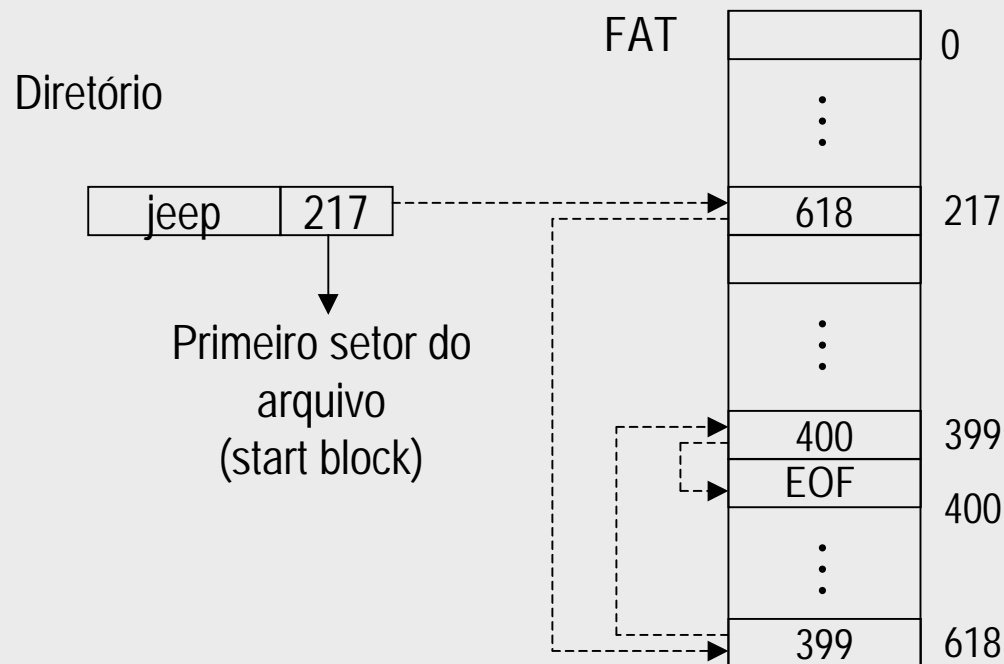 FAT
0
Diretório
jeep 217
618 217
Primeiro setor do
arquivo
(start block)
400 399
EOF
400
399 618